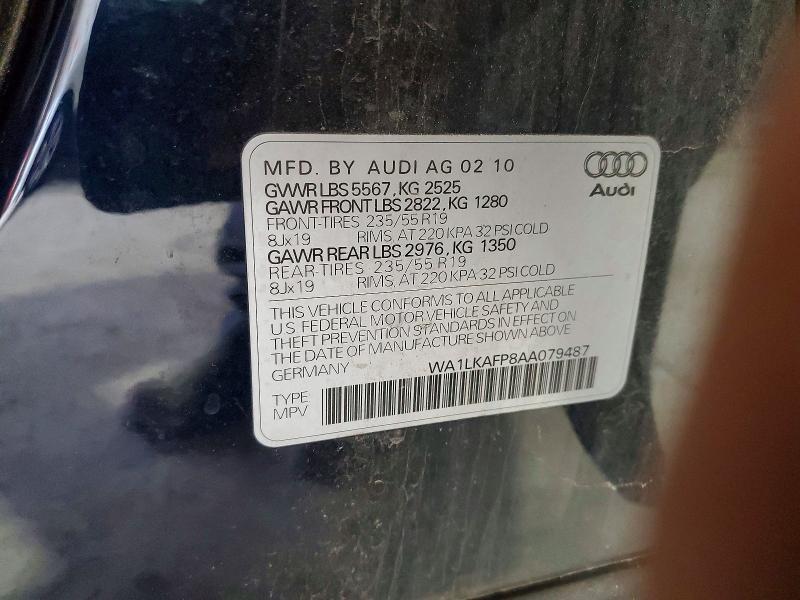 MFD. BY AUDI AG 02 10
Audi
GVWR LBS 5567, KG 2525
GAWR FRONT LBS 2822, KG 1280
FRONT-TIRES 235/55 R19
8Jx19 RIMS, AT 220 KPA 32 PSI COLD
GAWR REAR LBS 2976, KG 1350
REAR-TIRES 235/55 R 19
8Jx19 RIMS, AT 220 KPA 32 PSI COLD
THIS VEHICLE CONFORMS TO ALL APPLICABLE
U.S. FEDERAL MOTOR VEHICLE SAFETY AND
THEFT PREVENTION STANDARDS IN EFFECT ON
THE DATE OF MANUFACTURE SHOWN ABOVE
GERMANY WA1LKAFP8AA079487
TYPE:
MPV